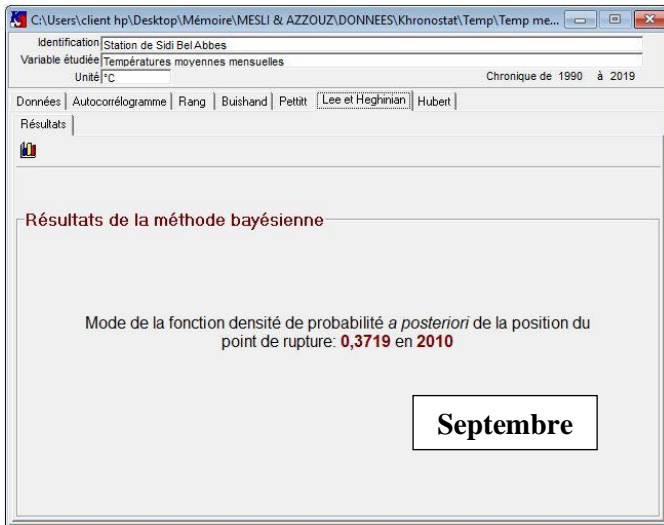 C:\Users\client hp\Desktop\Mémoire\MESLI & AZZOUZ\DONNEES\Khronostat\Temp\Temp me...
Identification Station de Sidi Bel Abbes
Variable étudiée Températures moyennes mensuelles
Unité °C Chronique de 1990 à 2019
Données Autocorrélogramme Rang Buishand Pettitt Lee et Heghinian Hubert
Résultats
Résultats de la méthode bayésienne
Mode de la fonction densité de probabilité a posteriori de la position du
point de rupture: 0,3719 en 2010
Septembre